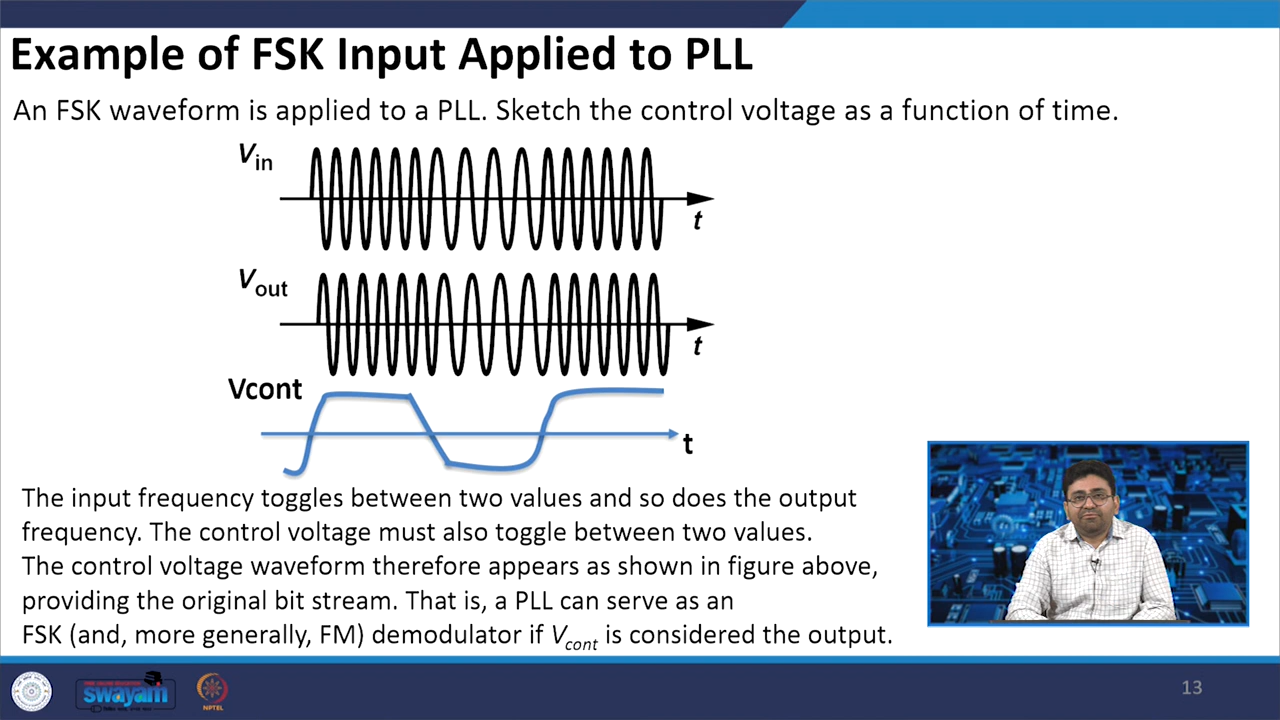 Example of FSK Input Applied to PLL
An FSK waveform is applied to a PLL. Sketch the control voltage as a function of time.
Vin
t
Vout
t
Vcont
t
The input frequency toggles between two values and so does the output
frequency. The control voltage must also toggle between two values.
The control voltage waveform therefore appears as shown in figure above,
providing the original bit stream. That is, a PLL can serve as an
FSK (and, more generally, FM) demodulator if Vcont is considered the output.
swayam
NPTEL
13